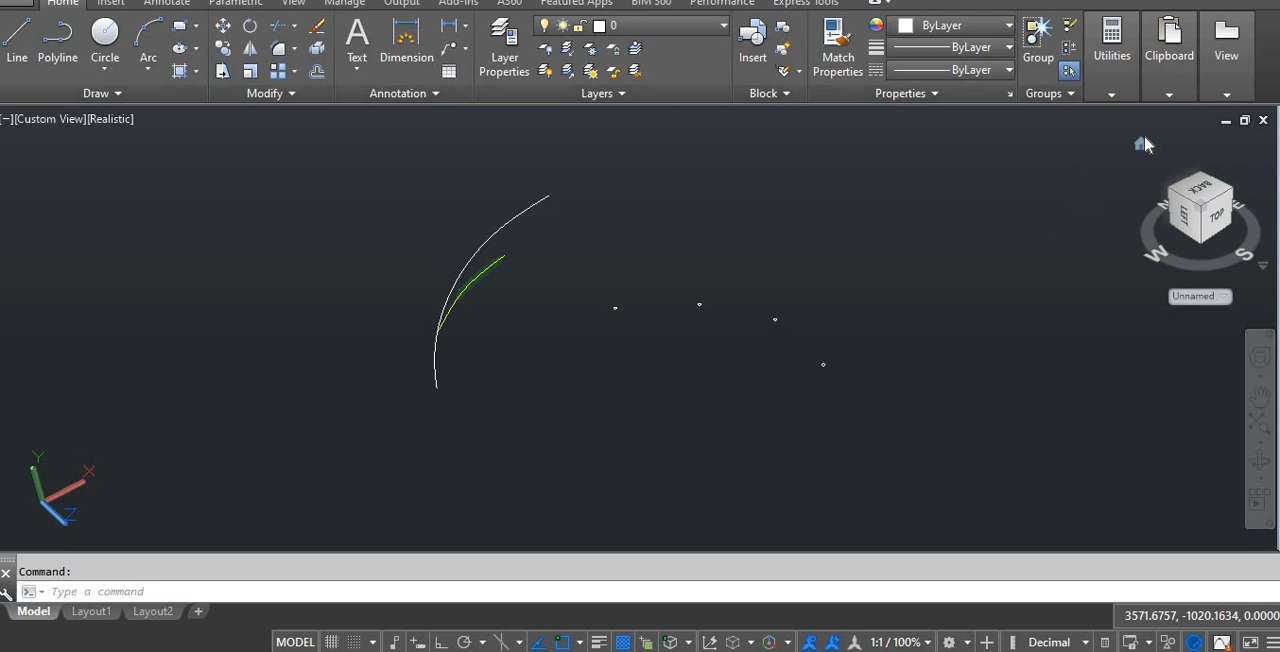 Home Insert Annotate Parametric View Manage Output Add-ins A360 Featured Apps BIM 360 Performance Express Tools
Line Polyline Circle Arc
Draw
Modify
Text Dimension
Annotation
Layer
Properties
0
Layers
Insert
Block
Match
Properties
ByLayer
ByLayer
ByLayer
Properties
Group
Groups
Utilities
Clipboard
View
[−][Custom View][Realistic]
BACK
LEFT
TOP
N
E
W
S
Unnamed
Y
X
Z
Command:
Type a command
Model Layout1 Layout2 +
3571.6757, -1020.1634, 0.0000
MODEL 1:1 / 100% Decimal